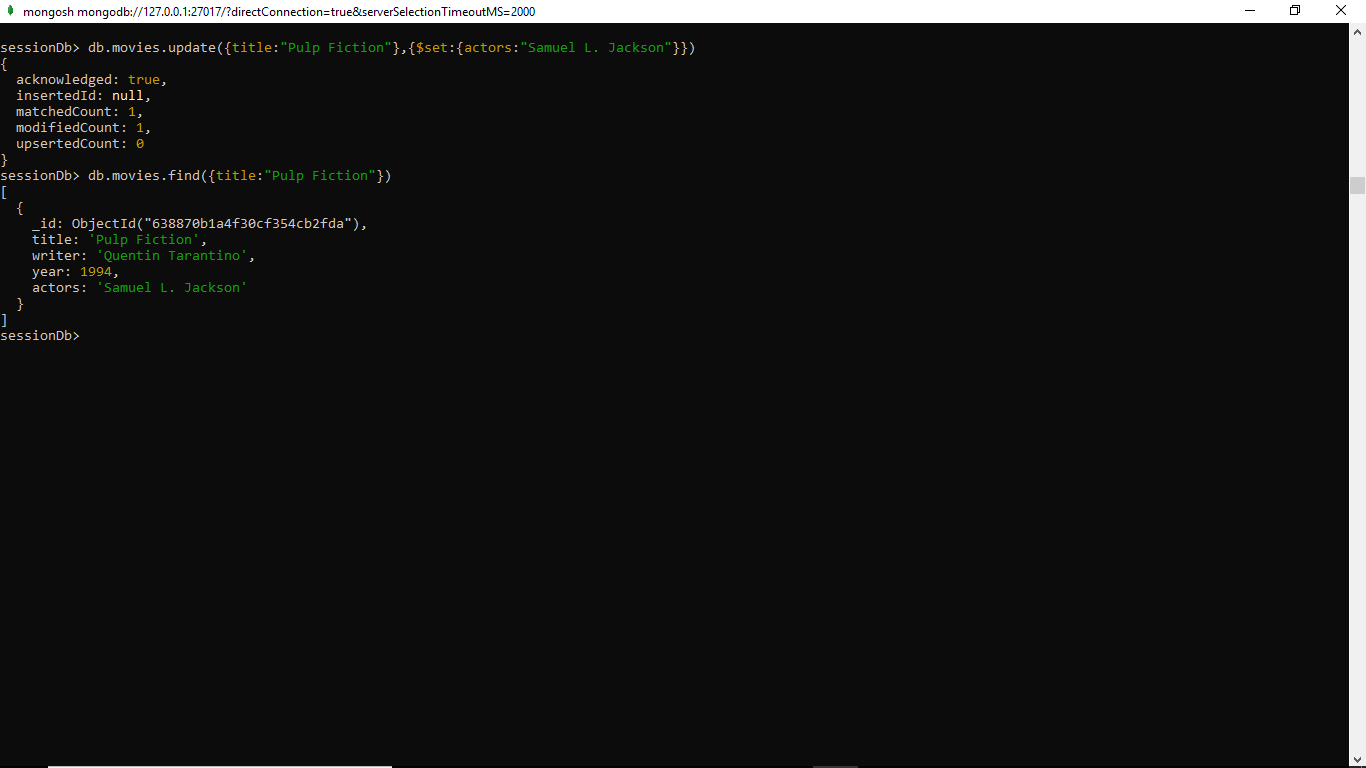 mongosh mongodb://127.0.0.1:27017/?directConnection=true&serverSelectionTimeoutMS=2000
sessionDb> db.movies.update({title:"Pulp Fiction"},{$set:{actors:"Samuel L. Jackson"}})
{
  acknowledged: true,
  insertedId: null,
  matchedCount: 1,
  modifiedCount: 1,
  upsertedCount: 0
}
sessionDb> db.movies.find({title:"Pulp Fiction"})
[
  {
    _id: ObjectId("638870b1a4f30cf354cb2fda"),
    title: 'Pulp Fiction',
    writer: 'Quentin Tarantino',
    year: 1994,
    actors: 'Samuel L. Jackson'
  }
]
sessionDb>